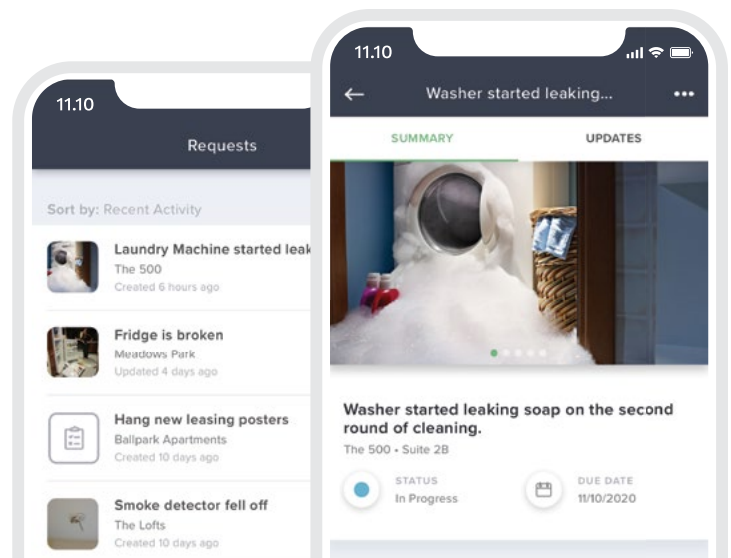 11.10
Requests
Sort by: Recent Activity
Laundry Machine started leak
The 500
Created 6 hours ago
Fridge is broken
Meadows Park
Updated 4 days ago
Hang new leasing posters
Ballpark Apartments
Created 10 days ago
Smoke detector fell off
The Lofts
Created 10 days ago
11.10
Washer started leaking...
SUMMARY
UPDATES
Washer started leaking soap on the second
round of cleaning.
The 500 • Suite 2B
STATUS
In Progress
DUE DATE
11/10/2020